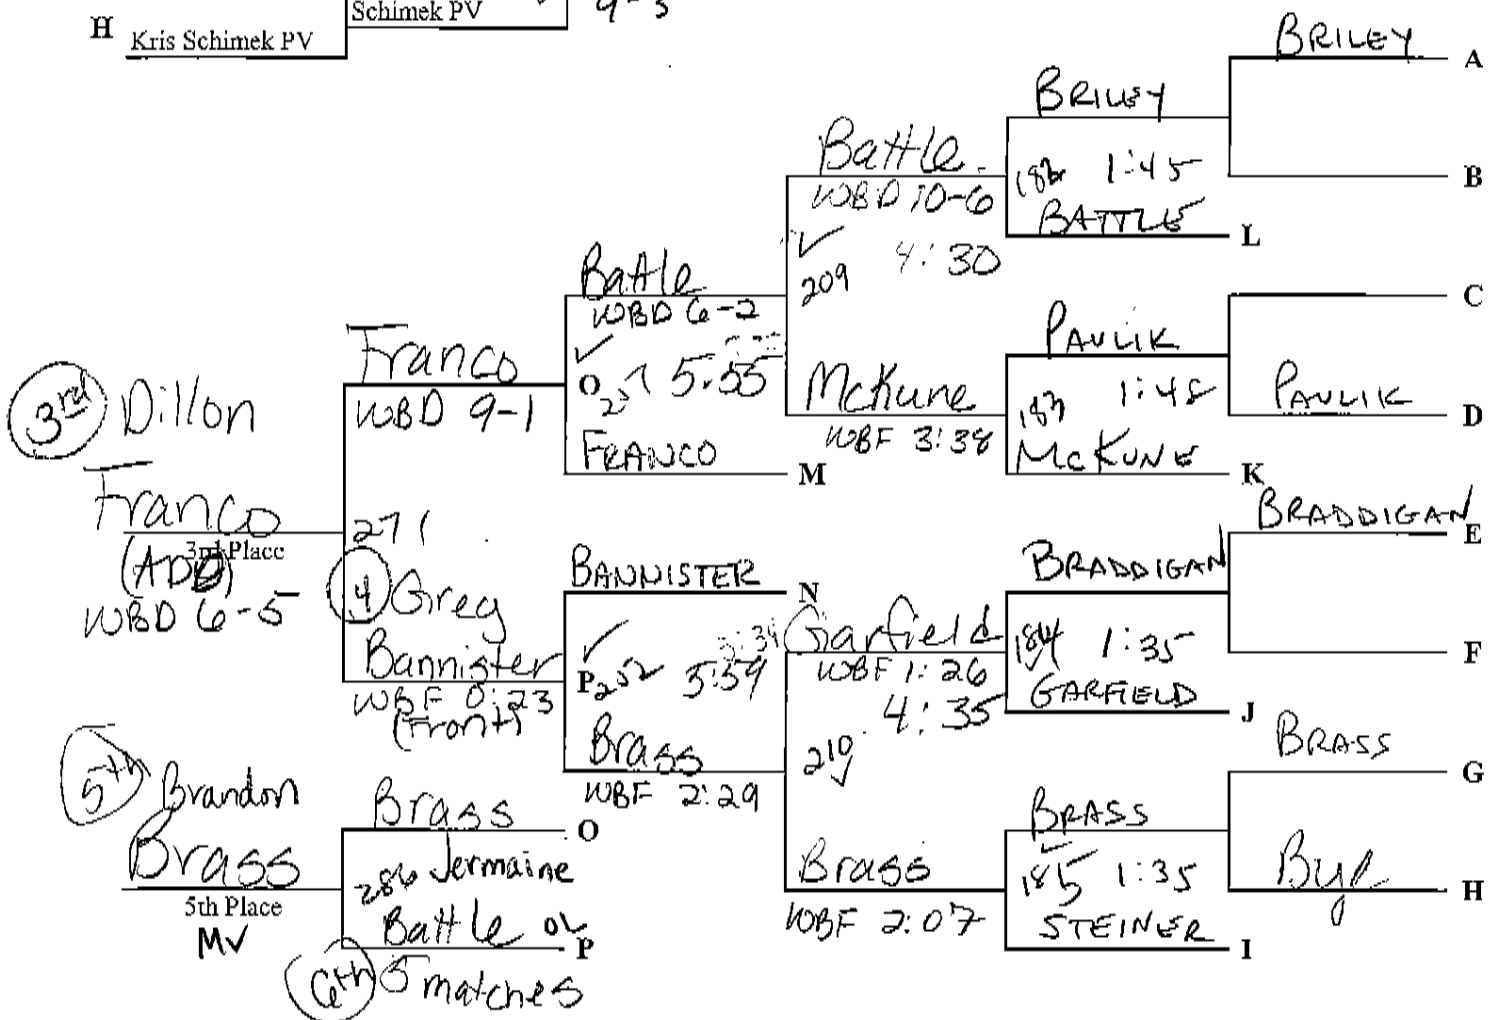 Schimek PV
9-3
H Kris Schimek PV
BRILEY A
BRILEY
B
Battle
WBD 10-6
1:45
BATTLE L
4:30
209
Battle
WBD 6-2
C
PAULIK
5:55
O
Franco
WBD 9-1
McKune
WBF 3:38
183
PAULIK D
McKUNE K
FRANCO M
3rd Dillon
Franco
3rd Place
WBD 6-5
271
4 Greg
Bannister
WBF 0:23
(Front)
BRADDIGAN E
BRADDIGAN
BANNISTER N
Garfield
WBF 1:26
4:35
184 1:35
F
GARFIELD J
P 252 5:59
Brass
WBF 2:29
210
BRASS G
BRASS
5th Brandon
Brass
5th Place
MV
Brass O
286 Jermaine
Battle OL
P
6th 5 matches
Brass
WBF 2:07
185 1:35
Bye H
STEINER I